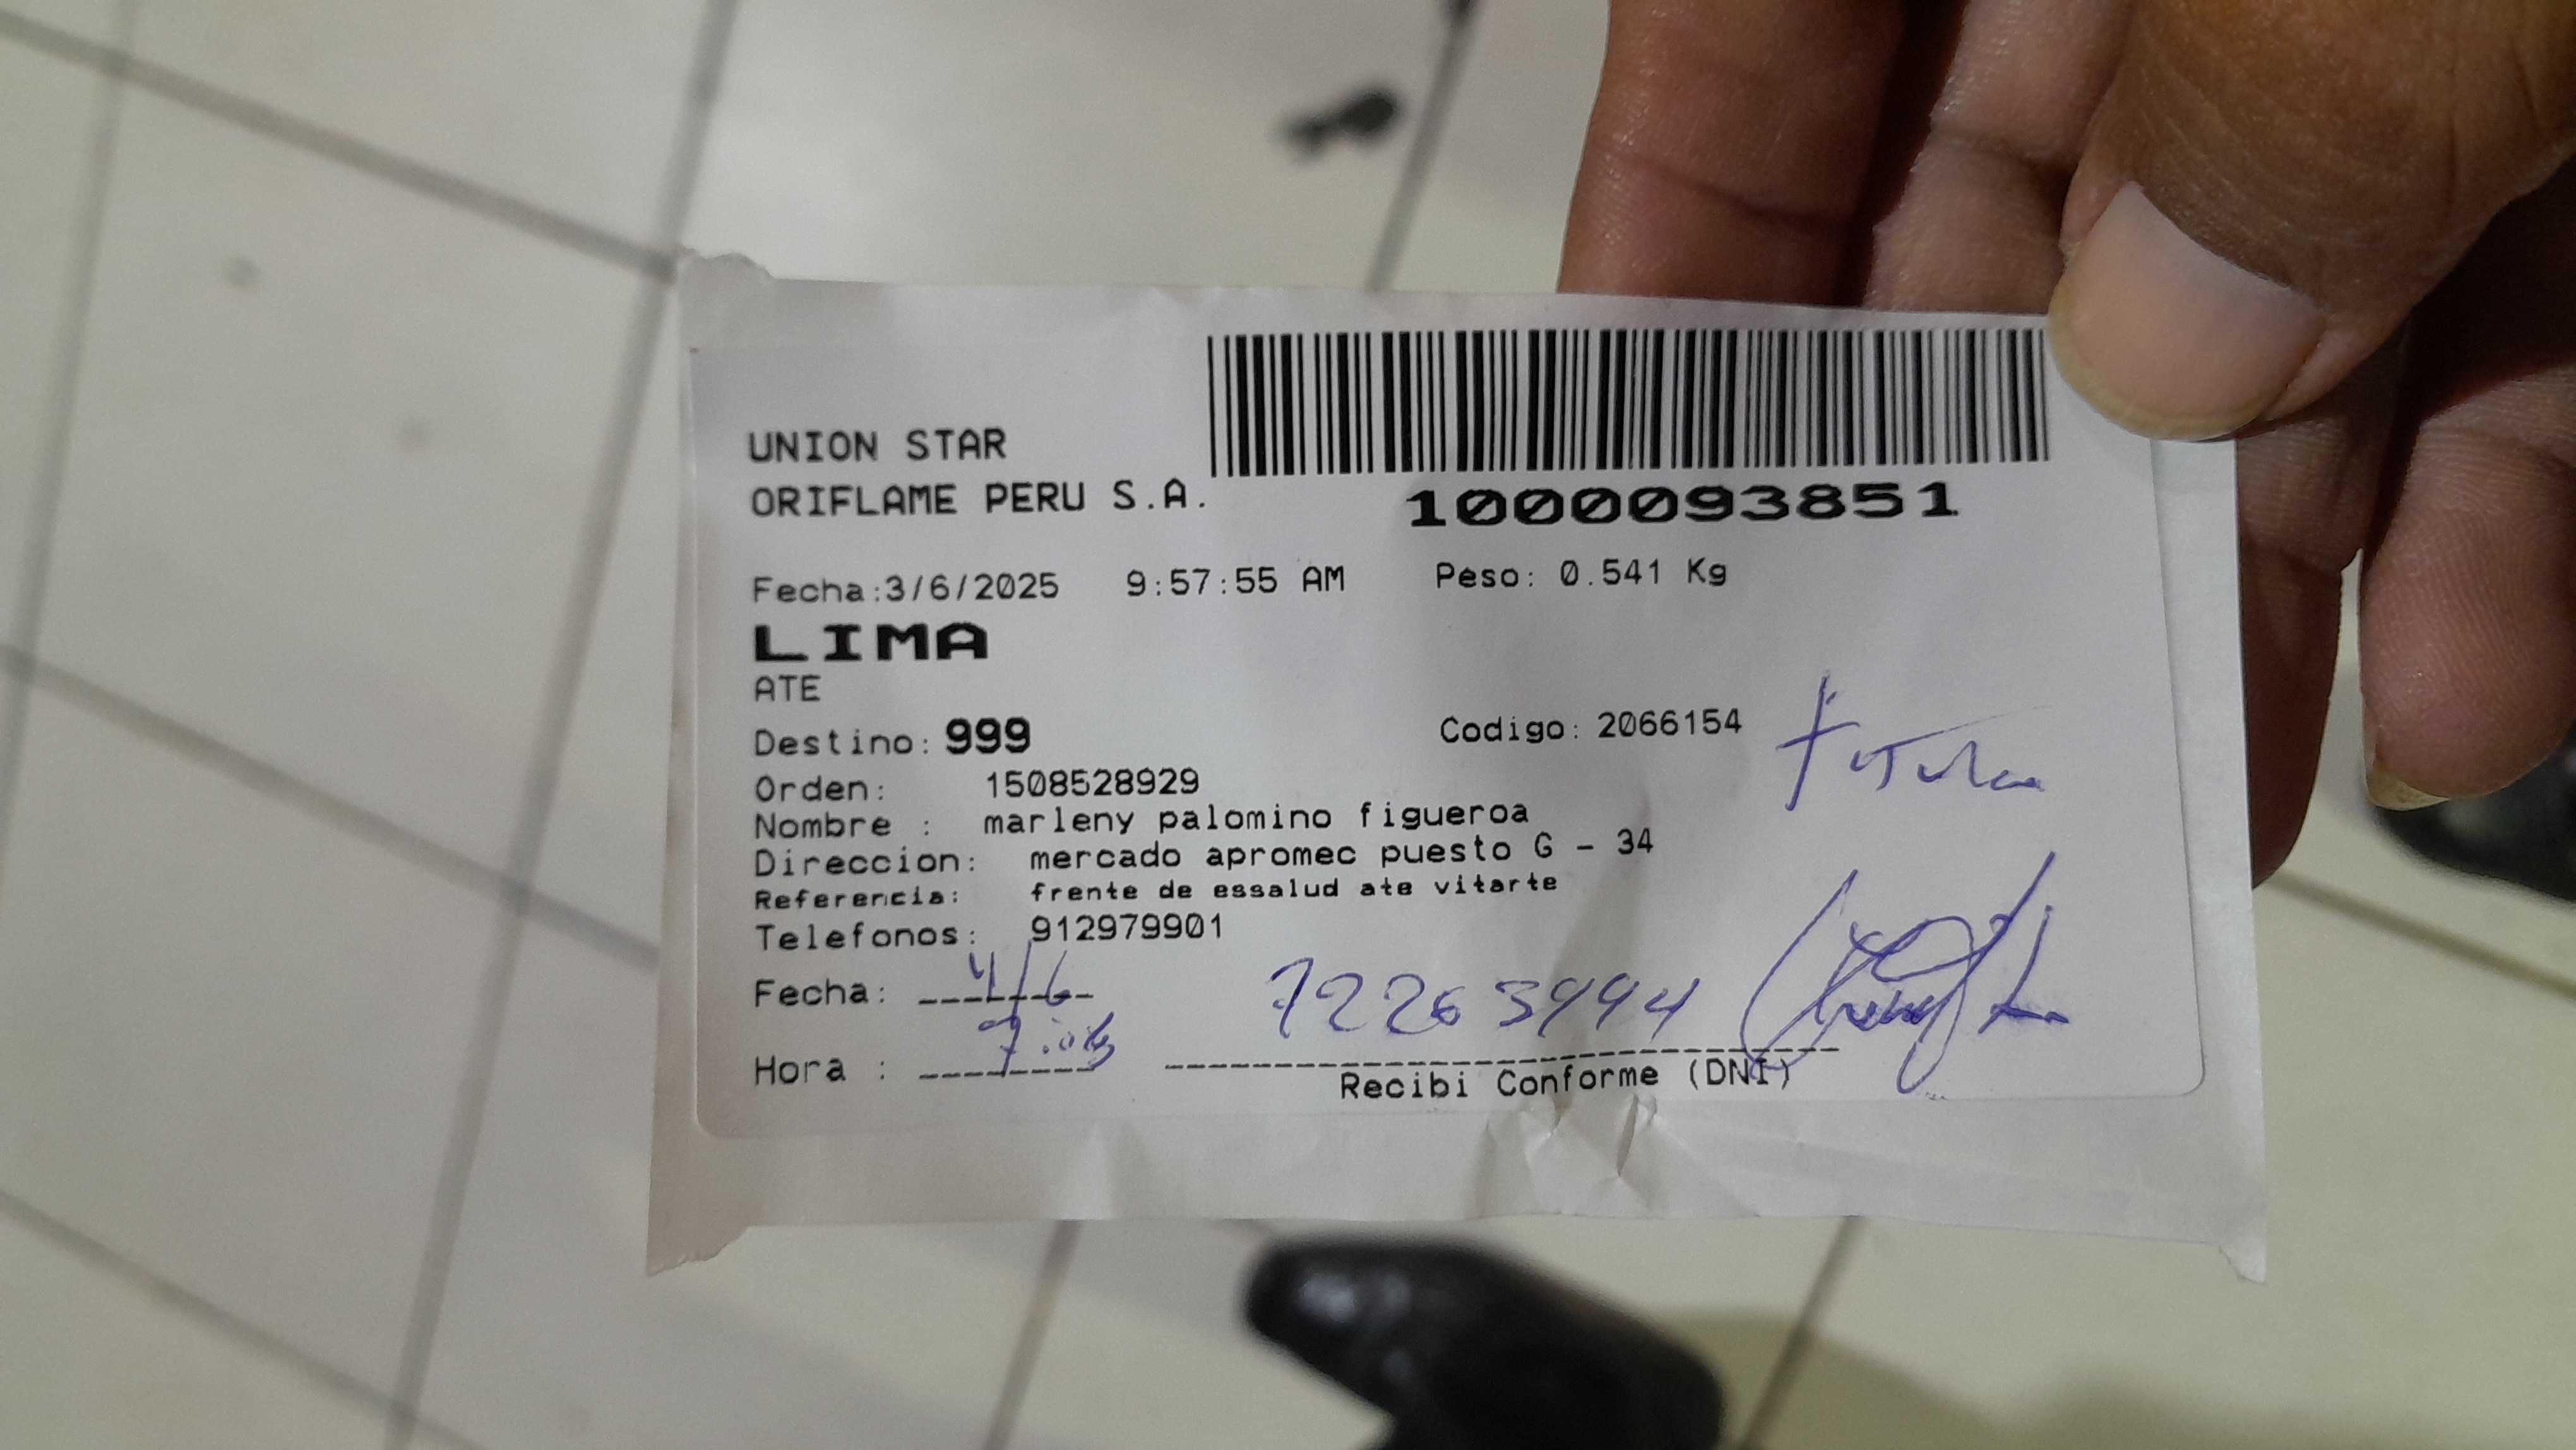 UNION STAR
ORIFLAME PERU S.A.
1000093851
Fecha:3/6/2025 9:57:55 AM Peso: 0.541 Kg
LIMA
ATE
Destino: 999 Codigo: 2066154
Orden: 1508528929
Nombre : marleny palomino figueroa
Direccion: mercado apromec puesto G - 34
Referencia: frente de essalud ate vitarte
Telefonos: 912979901
Fecha: 4/6
Hora :
Recibi Conforme (DNI)